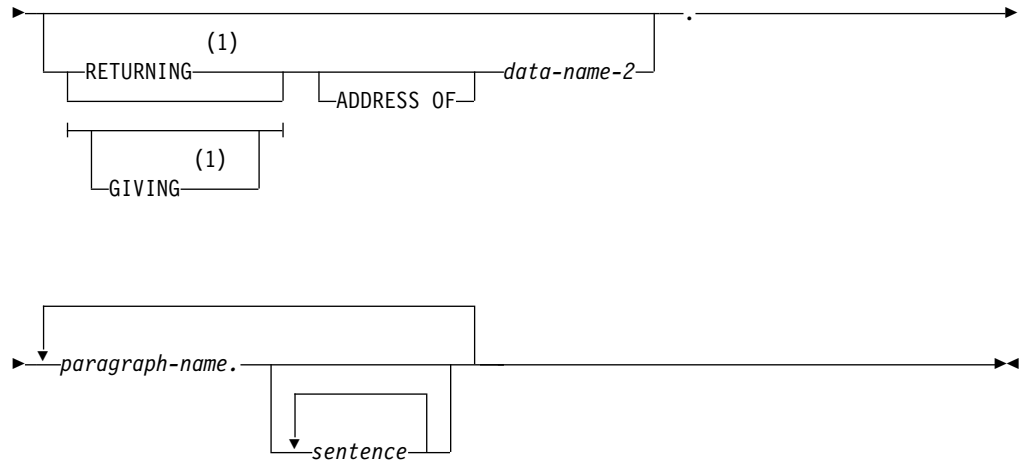 .
(1)
RETURNING
data-name-2
ADDRESS OF
(1)
GIVING
paragraph-name.
sentence